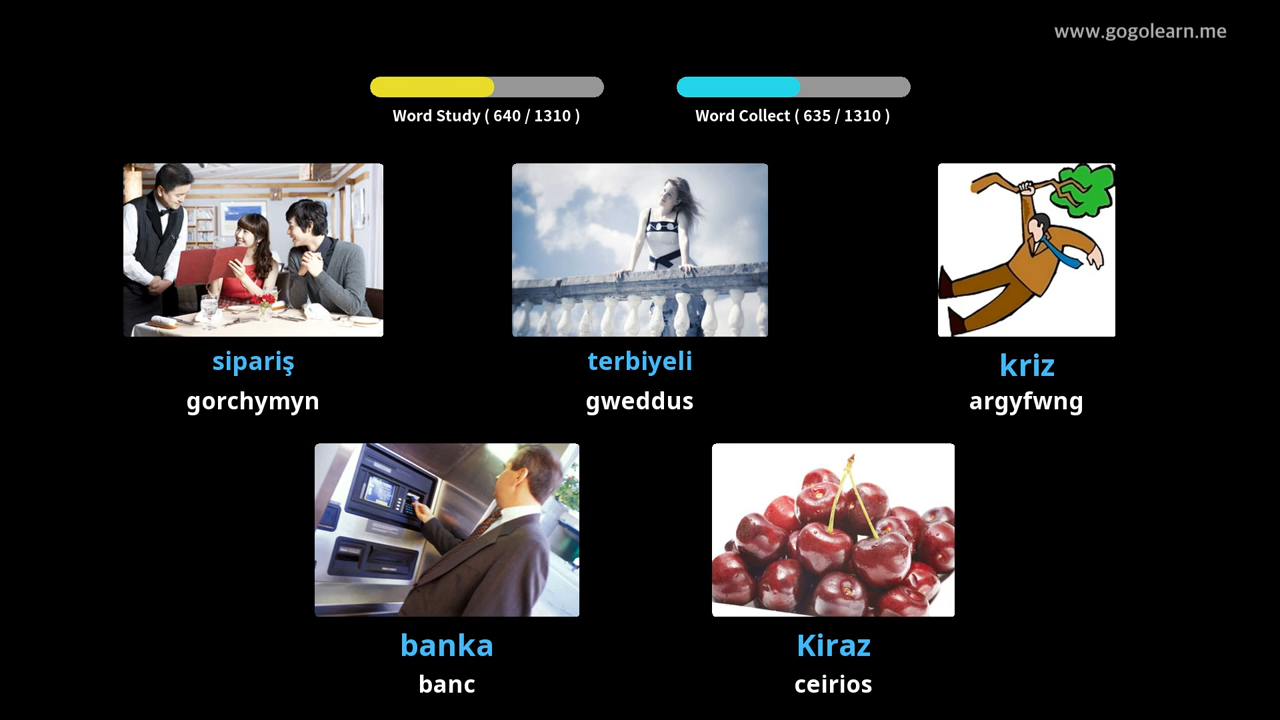 www.gogolearn.me
Word Study ( 640 / 1310 )
Word Collect ( 635 / 1310 )
sipariş
gorchymyn
terbiyeli
gweddus
kriz
argyfwng
banka
banc
Kiraz
ceirios